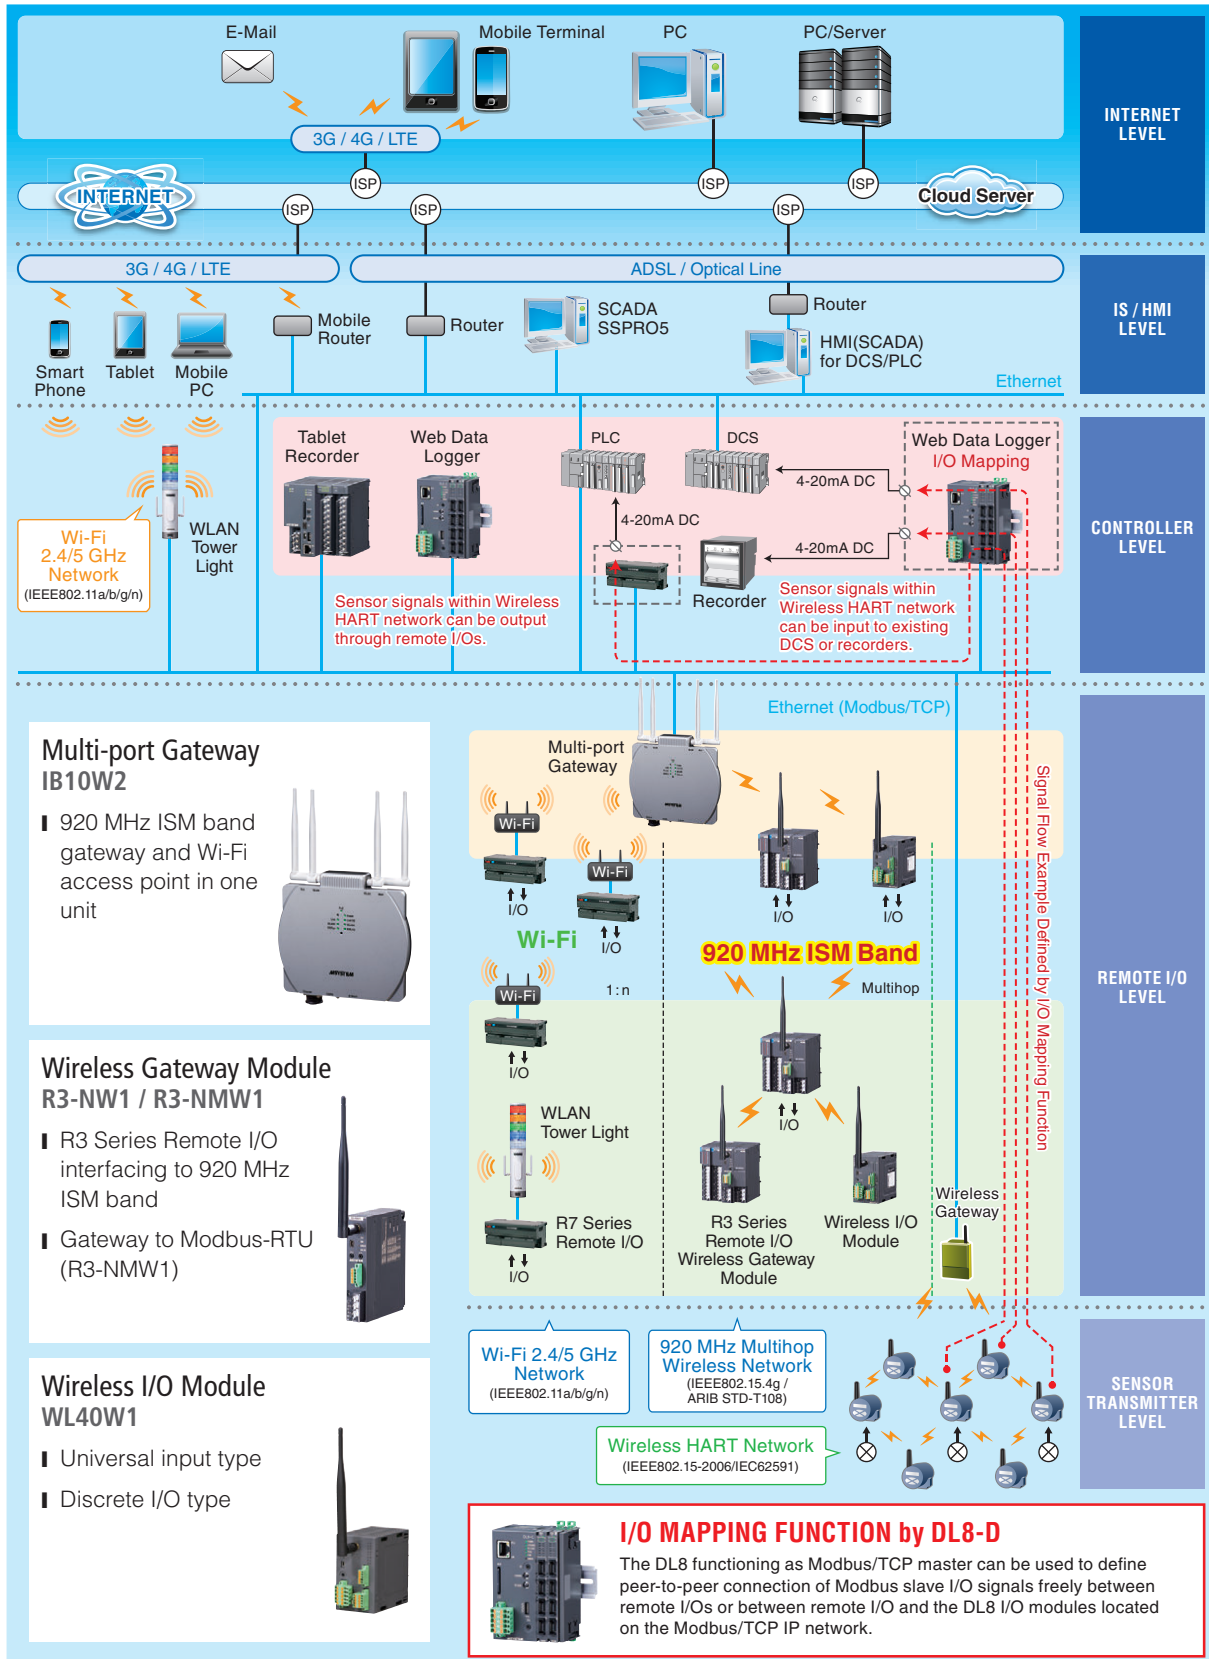 E-Mail
Mobile Terminal
PC
PC/Server
3G / 4G / LTE
ISP
ISP
ISP
INTERNET
Cloud Server
ISP
ISP
ISP
INTERNET
LEVEL
3G / 4G / LTE
ADSL / Optical Line
Smart
Phone
Tablet
Mobile
PC
Mobile
Router
Router
SCADA
SSPRO5
Router
HMI(SCADA)
for DCS/PLC
Ethernet
IS / HMI
LEVEL
Tablet
Recorder
Web Data
Logger
PLC
DCS
Web Data Logger
I/O Mapping
4-20mA DC
4-20mA DC
4-20mA DC
WLAN
Tower
Light
Wi-Fi
2.4/5 GHz
Network
(IEEE802.11a/b/g/n)
Recorder
Sensor signals within Wireless
HART network can be output
through remote I/Os.
Sensor signals within
Wireless HART network
can be input to existing
DCS or recorders.
CONTROLLER
LEVEL
Ethernet (Modbus/TCP)
Multi-port Gateway
IB10W2
920 MHz ISM band
gateway and Wi-Fi
access point in one
unit
Wireless Gateway Module
R3-NW1 / R3-NMW1
R3 Series Remote I/O
interfacing to 920 MHz
ISM band
Gateway to Modbus-RTU
(R3-NMW1)
Wireless I/O Module
WL40W1
Universal input type
Discrete I/O type
Multi-port
Gateway
Wi-Fi
Wi-Fi
I/O
I/O
I/O
I/O
Wi-Fi
920 MHz ISM Band
Wi-Fi
1:n
Multihop
I/O
I/O
WLAN
Tower Light
R7 Series
Remote I/O
I/O
R3 Series
Remote I/O
Wireless Gateway
Module
Wireless I/O
Module
Wireless
Gateway
Signal Flow Example Defined by I/O Mapping Function
REMOTE I/O
LEVEL
Wi-Fi 2.4/5 GHz
Network
(IEEE802.11a/b/g/n)
920 MHz Multihop
Wireless Network
(IEEE802.15.4g /
ARIB STD-T108)
Wireless HART Network
(IEEE802.15-2006/IEC62591)
SENSOR
TRANSMITTER
LEVEL
I/O MAPPING FUNCTION by DL8-D
The DL8 functioning as Modbus/TCP master can be used to define
peer-to-peer connection of Modbus slave I/O signals freely between
remote I/Os or between remote I/O and the DL8 I/O modules located
on the Modbus/TCP IP network.